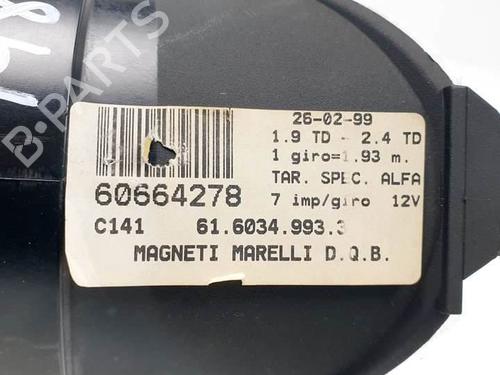 B-PARTS
26-02-99
1.9 TD - 2.4 TD
1 giro=1.93 m.
TAR. SPEC. ALFA
60664278
7 imp/giro 12V
C141 61.6034.993.3
MAGNETI MARELLI D.Q.B.